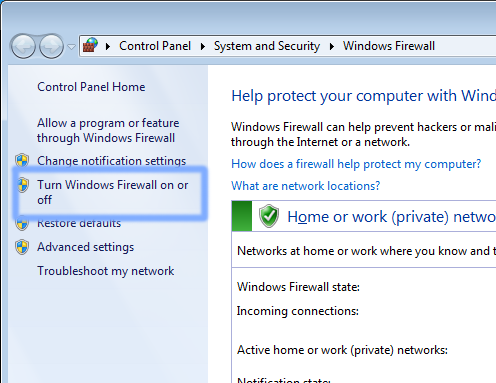 Control Panel System and Security Windows Firewall
Control Panel Home
Allow a program or feature
through Windows Firewall
Change notification settings
Turn Windows Firewall on or
off
Restore defaults
Advanced settings
Troubleshoot my network
Help protect your computer with Wind
Windows Firewall can help prevent hackers or mali
through the Internet or a network.
How does a firewall help protect my computer?
What are network locations?
Home or work (private) netwo
Networks at home or work where you know and t
Windows Firewall state:
Incoming connections:
Active home or work (private) networks:
Notification state: